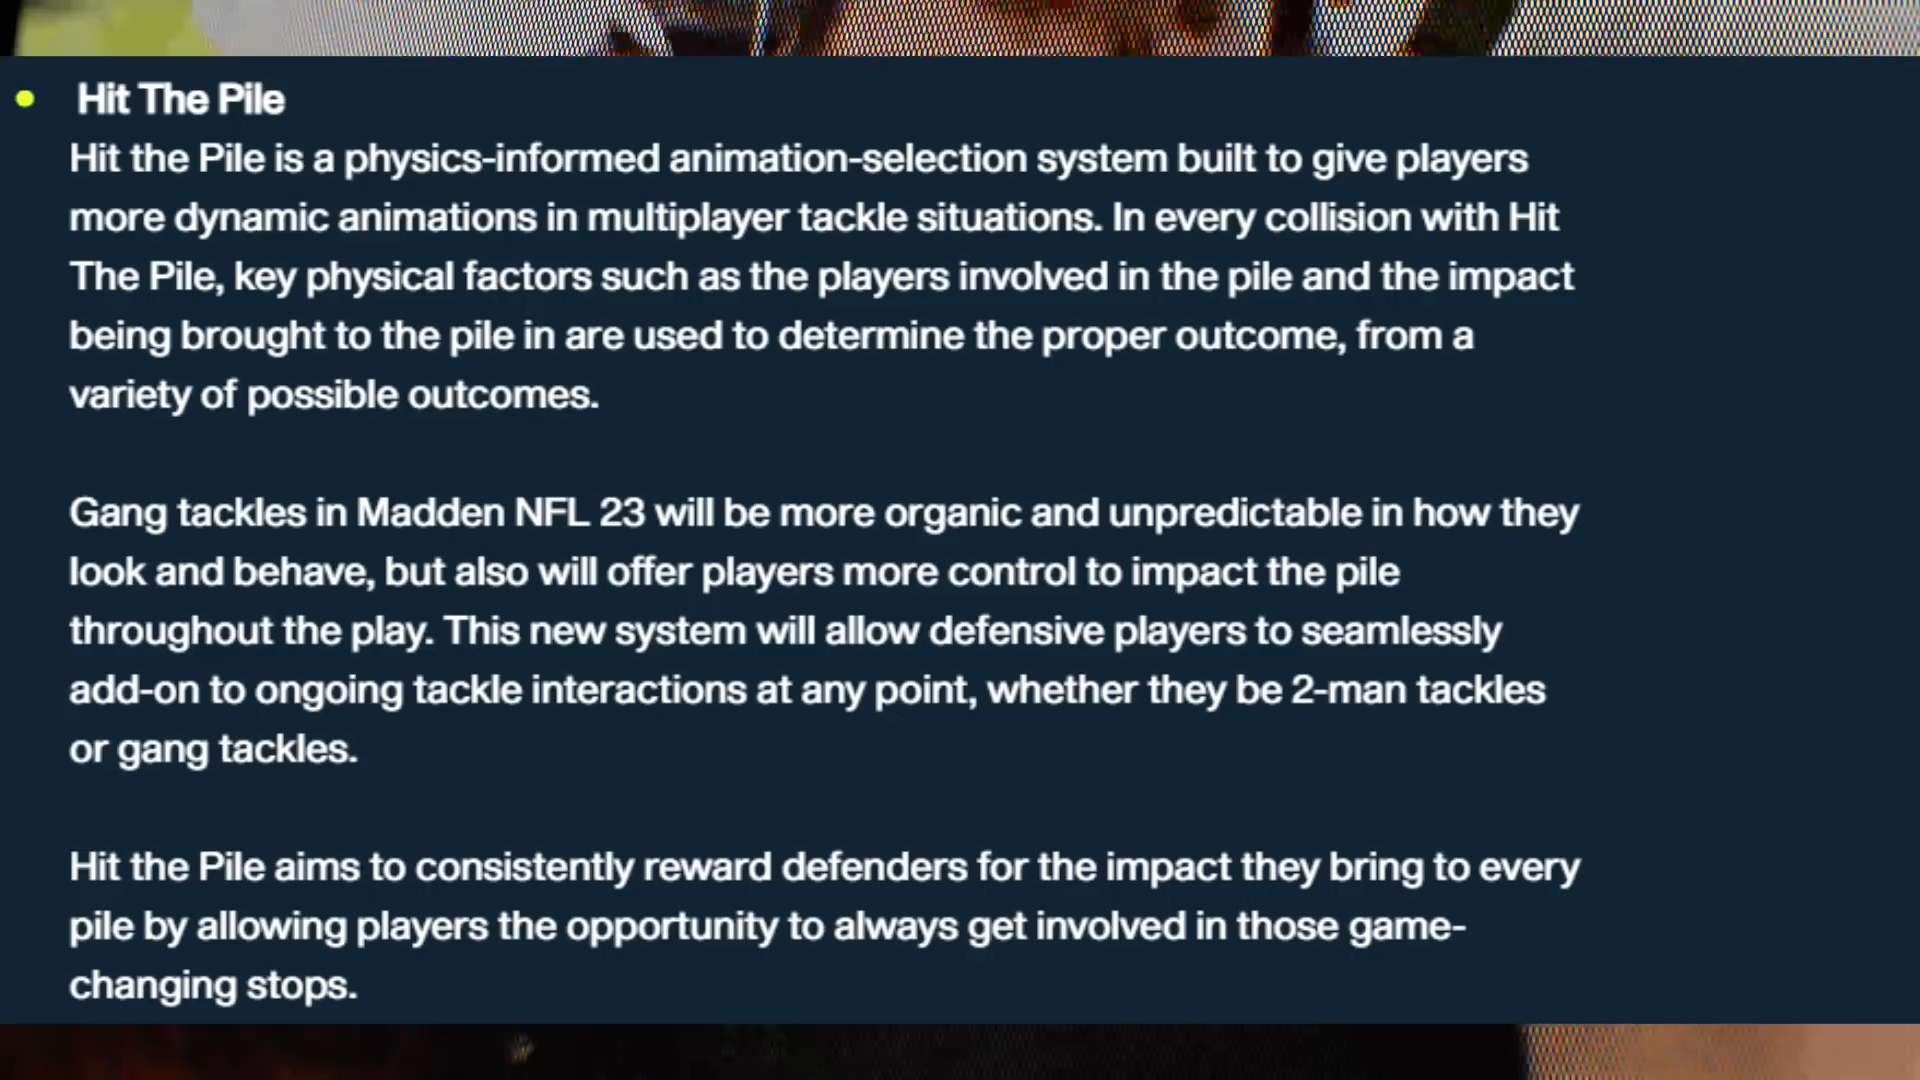 Hit The Pile
Hit the Pile is a physics-informed animation-selection system built to give players
more dynamic animations in multiplayer tackle situations. In every collision with Hit
The Pile, key physical factors such as the players involved in the pile and the impact
being brought to the pile in are used to determine the proper outcome, from a
variety of possible outcomes.
Gang tackles in Madden NFL 23 will be more organic and unpredictable in how they
look and behave, but also will offer players more control to impact the pile
throughout the play. This new system will allow defensive players to seamlessly
add-on to ongoing tackle interactions at any point, whether they be 2-man tackles
or gang tackles.
Hit the Pile aims to consistently reward defenders for the impact they bring to every
pile by allowing players the opportunity to always get involved in those game-
changing stops.